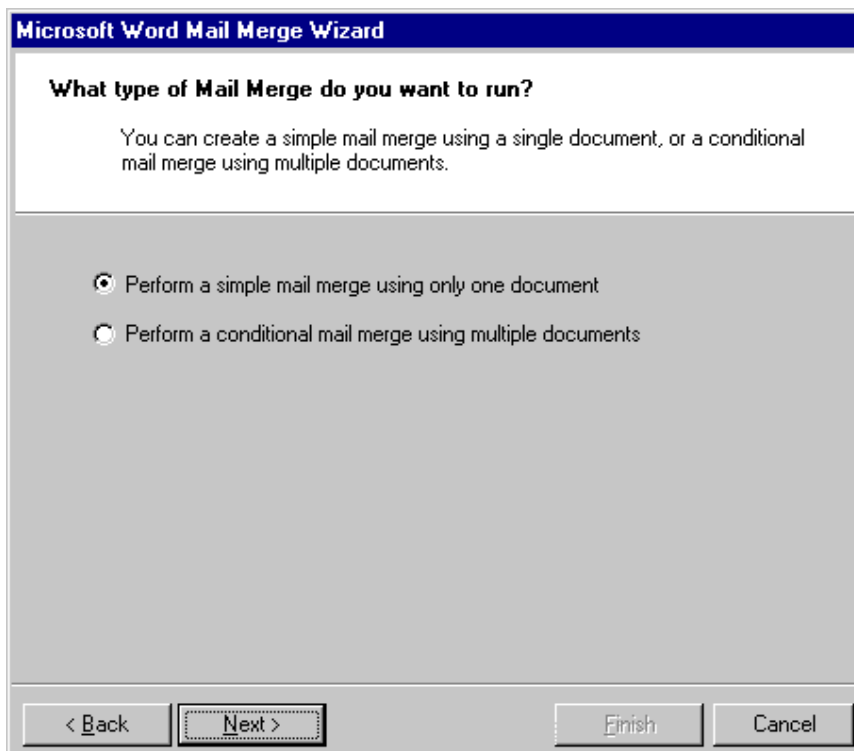 Microsoft Word Mail Merge Wizard
What type of Mail Merge do you want to run?
You can create a simple mail merge using a single document, or a conditional
mail merge using multiple documents.
Perform a simple mail merge using only one document
Perform a conditional mail merge using multiple documents
< Back Next > Finish Cancel